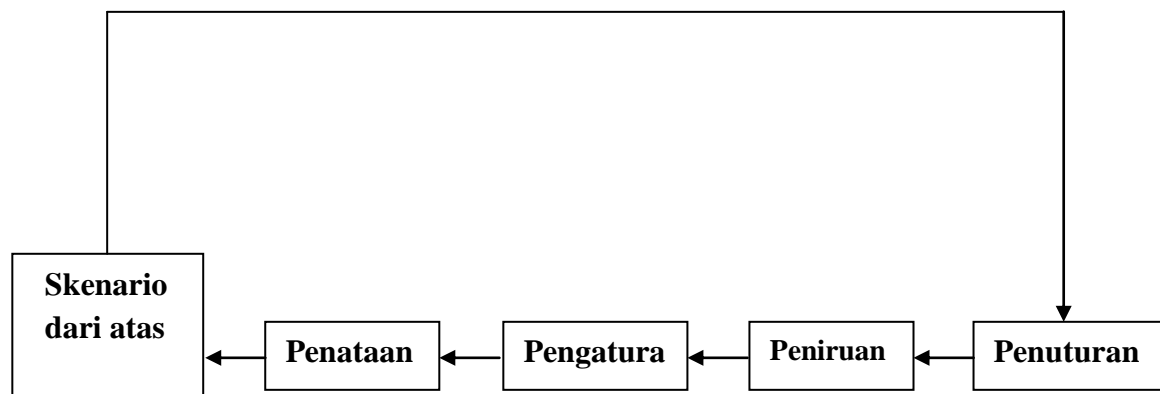 Skenario
dari atas
Penataan
Pengatura
Peniruan
Penuturan